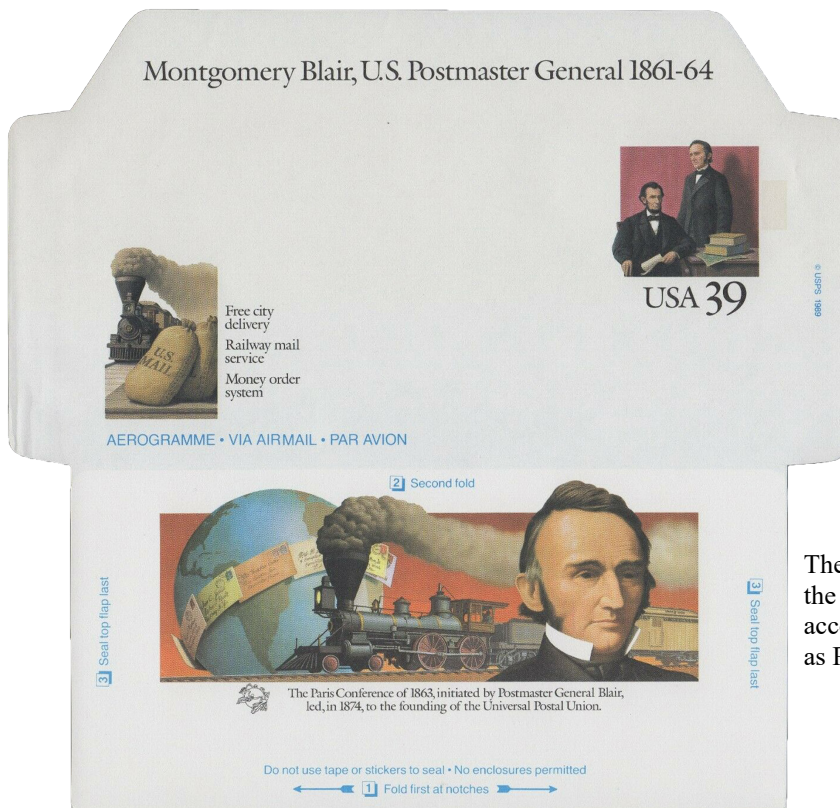 Montgomery Blair, U.S. Postmaster General 1861-64
USA 39
© USPS 1989
Free city
delivery
Railway mail
service
Money order
system
U.S.
MAIL
AEROGRAMME • VIA AIRMAIL • PAR AVION
2 Second fold
3 Seal top flap last
3 Seal top flap last
The Paris Conference of 1863, initiated by Postmaster General Blair,
led, in 1874, to the founding of the Universal Postal Union.
Do not use tape or stickers to seal • No enclosures permitted
1 Fold first at notches
The
the
as